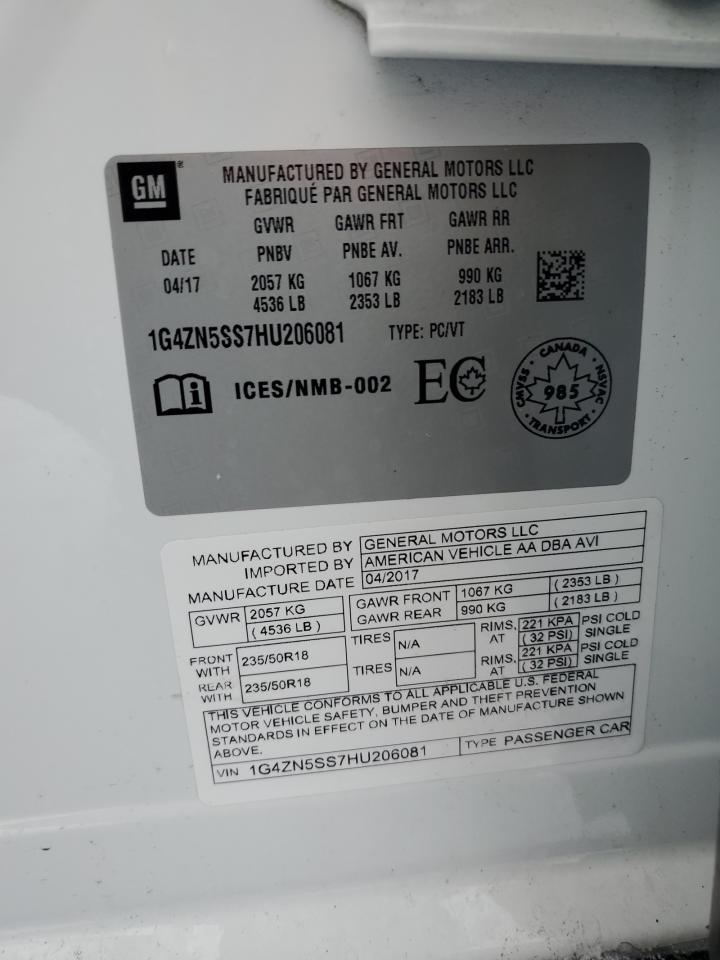 GM®
MANUFACTURED BY GENERAL MOTORS LLC
FABRIQUÉ PAR GENERAL MOTORS LLC
GVWR GAWR FRT GAWR RR
DATE PNBV PNBE AV. PNBE ARR.
04/17 2057 KG 1067 KG 990 KG
4536 LB 2353 LB 2183 LB
1G4ZN5SS7HU206081 TYPE: PC/VT
i ICES/NMB-002 EC
CANADA
CMVSS 985 NSVAC
TRANSPORT
MANUFACTURED BY GENERAL MOTORS LLC
IMPORTED BY AMERICAN VEHICLE AA DBA AVI
MANUFACTURE DATE 04/2017
GVWR 2057 KG GAWR FRONT 1067 KG ( 2353 LB )
( 4536 LB ) GAWR REAR 990 KG ( 2183 LB )
FRONT WITH 235/50R18 TIRES N/A RIMS, AT 221 KPA ( 32 PSI) PSI COLD SINGLE
REAR WITH 235/50R18 TIRES N/A RIMS, AT 221 KPA ( 32 PSI) PSI COLD SINGLE
THIS VEHICLE CONFORMS TO ALL APPLICABLE U.S. FEDERAL
MOTOR VEHICLE SAFETY, BUMPER AND THEFT PREVENTION
STANDARDS IN EFFECT ON THE DATE OF MANUFACTURE SHOWN
ABOVE.
VIN 1G4ZN5SS7HU206081 TYPE PASSENGER CAR